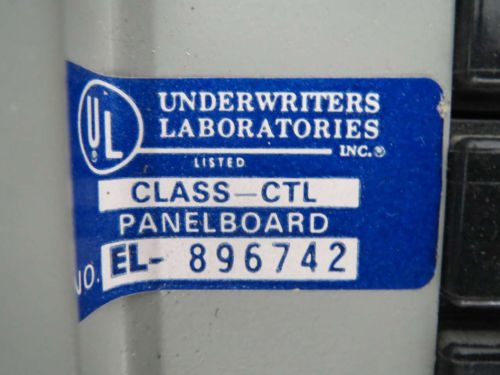 UL ®
UNDERWRITERS
LABORATORIES
INC.®
LISTED
CLASS-CTL
PANELBOARD
NO. EL- 896742